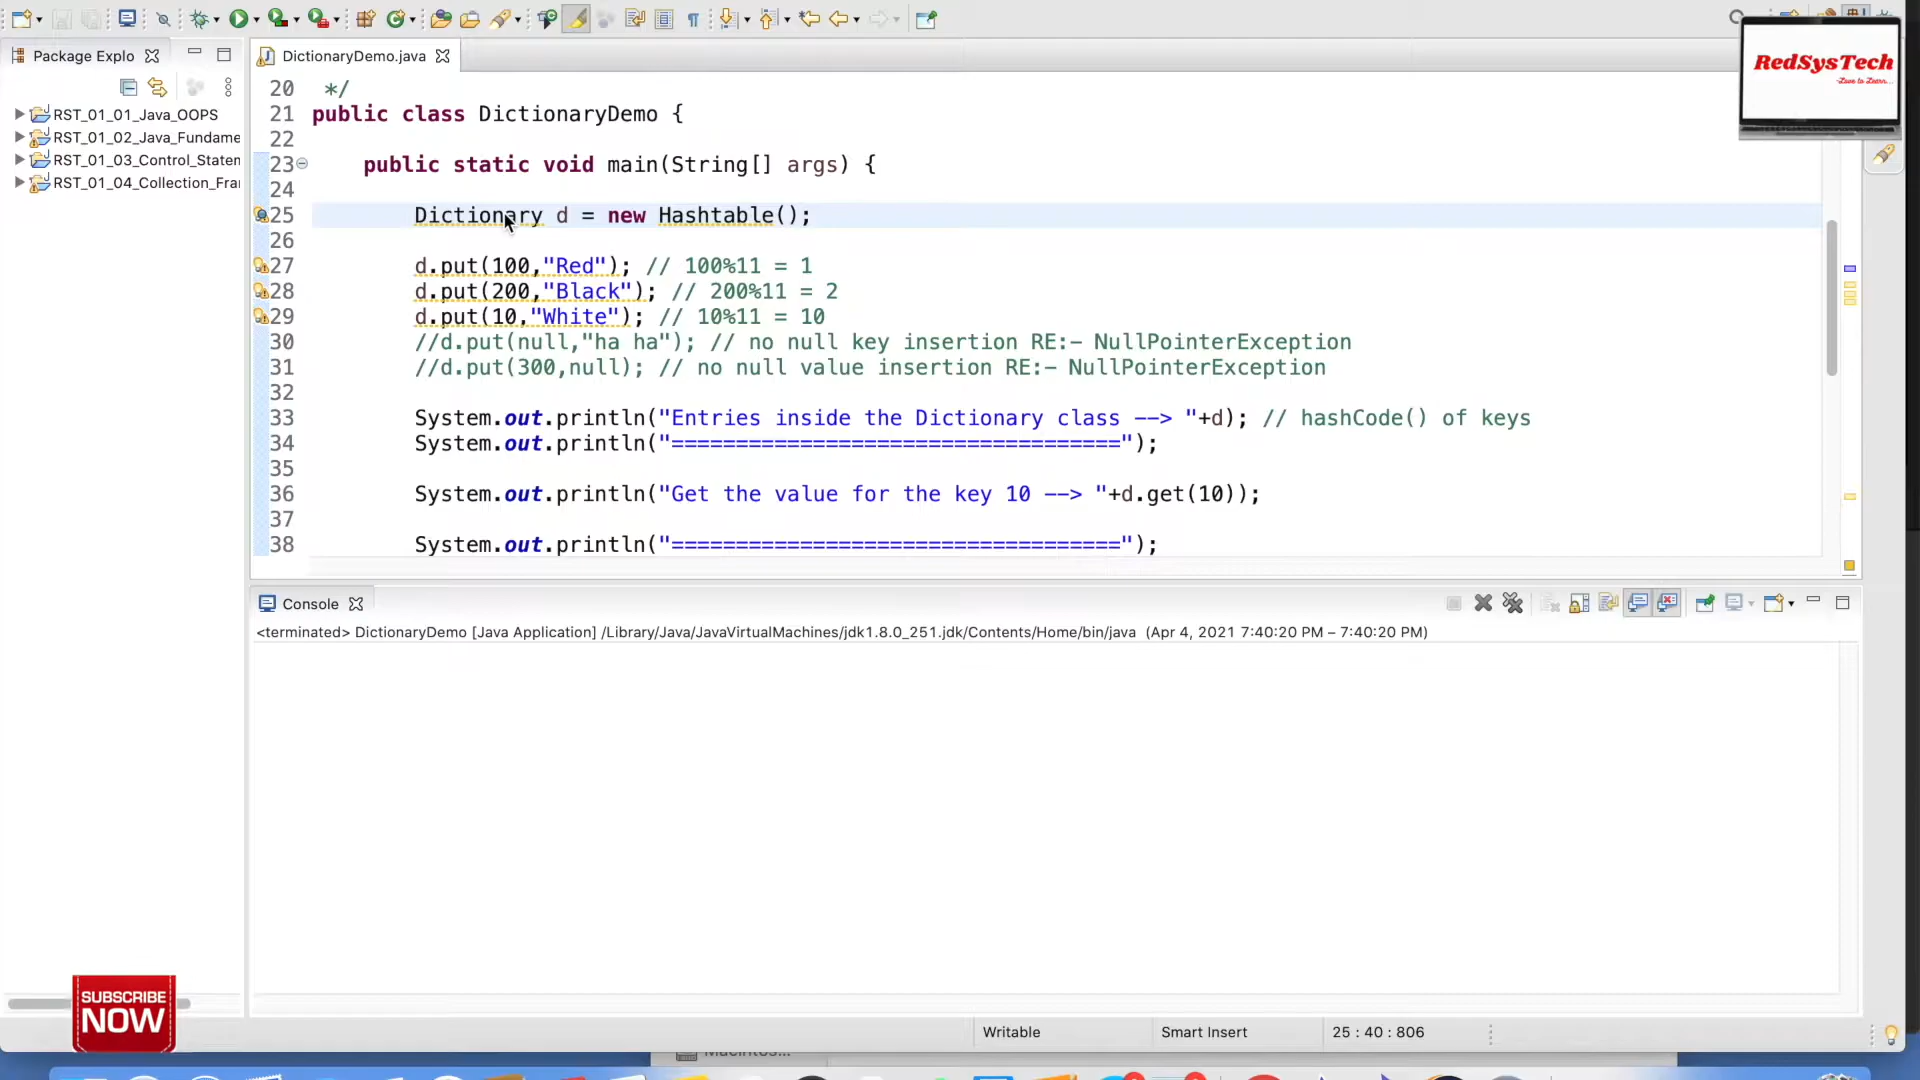 Package Explo
DictionaryDemo.java
RedSysTech
-Love to Learn...
RST_01_01_Java_OOPS
RST_01_02_Java_Fundame
RST_01_03_Control_Staten
RST_01_04_Collection_Fra
20 */
21 public class DictionaryDemo {
22
23 public static void main(String[] args) {
24
25 Dictionary d = new Hashtable();
26
27 d.put(100,"Red"); // 100%11 = 1
28 d.put(200,"Black"); // 200%11 = 2
29 d.put(10,"White"); // 10%11 = 10
30 //d.put(null,"ha ha"); // no null key insertion RE:- NullPointerException
31 //d.put(300,null); // no null value insertion RE:- NullPointerException
32
33 System.out.println("Entries inside the Dictionary class --> "+d); // hashCode() of keys
34 System.out.println("===================================");
35
36 System.out.println("Get the value for the key 10 --> "+d.get(10));
37
38 System.out.println("===================================");
Console
<terminated> DictionaryDemo [Java Application] /Library/Java/JavaVirtualMachines/jdk1.8.0_251.jdk/Contents/Home/bin/java (Apr 4, 2021 7:40:20 PM – 7:40:20 PM)
SUBSCRIBE
NOW
Writable
Smart Insert
25 : 40 : 806